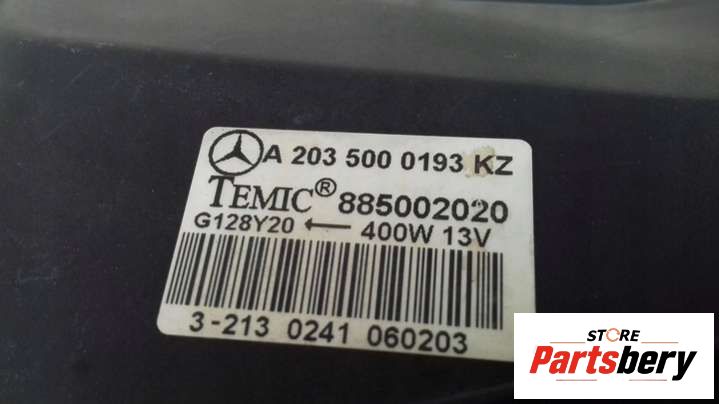 A 203 500 0193 KZ
TEMIC® 885002020
G128Y20 ← 400W 13V
3-213 0241 060203
STORE
Partsbery